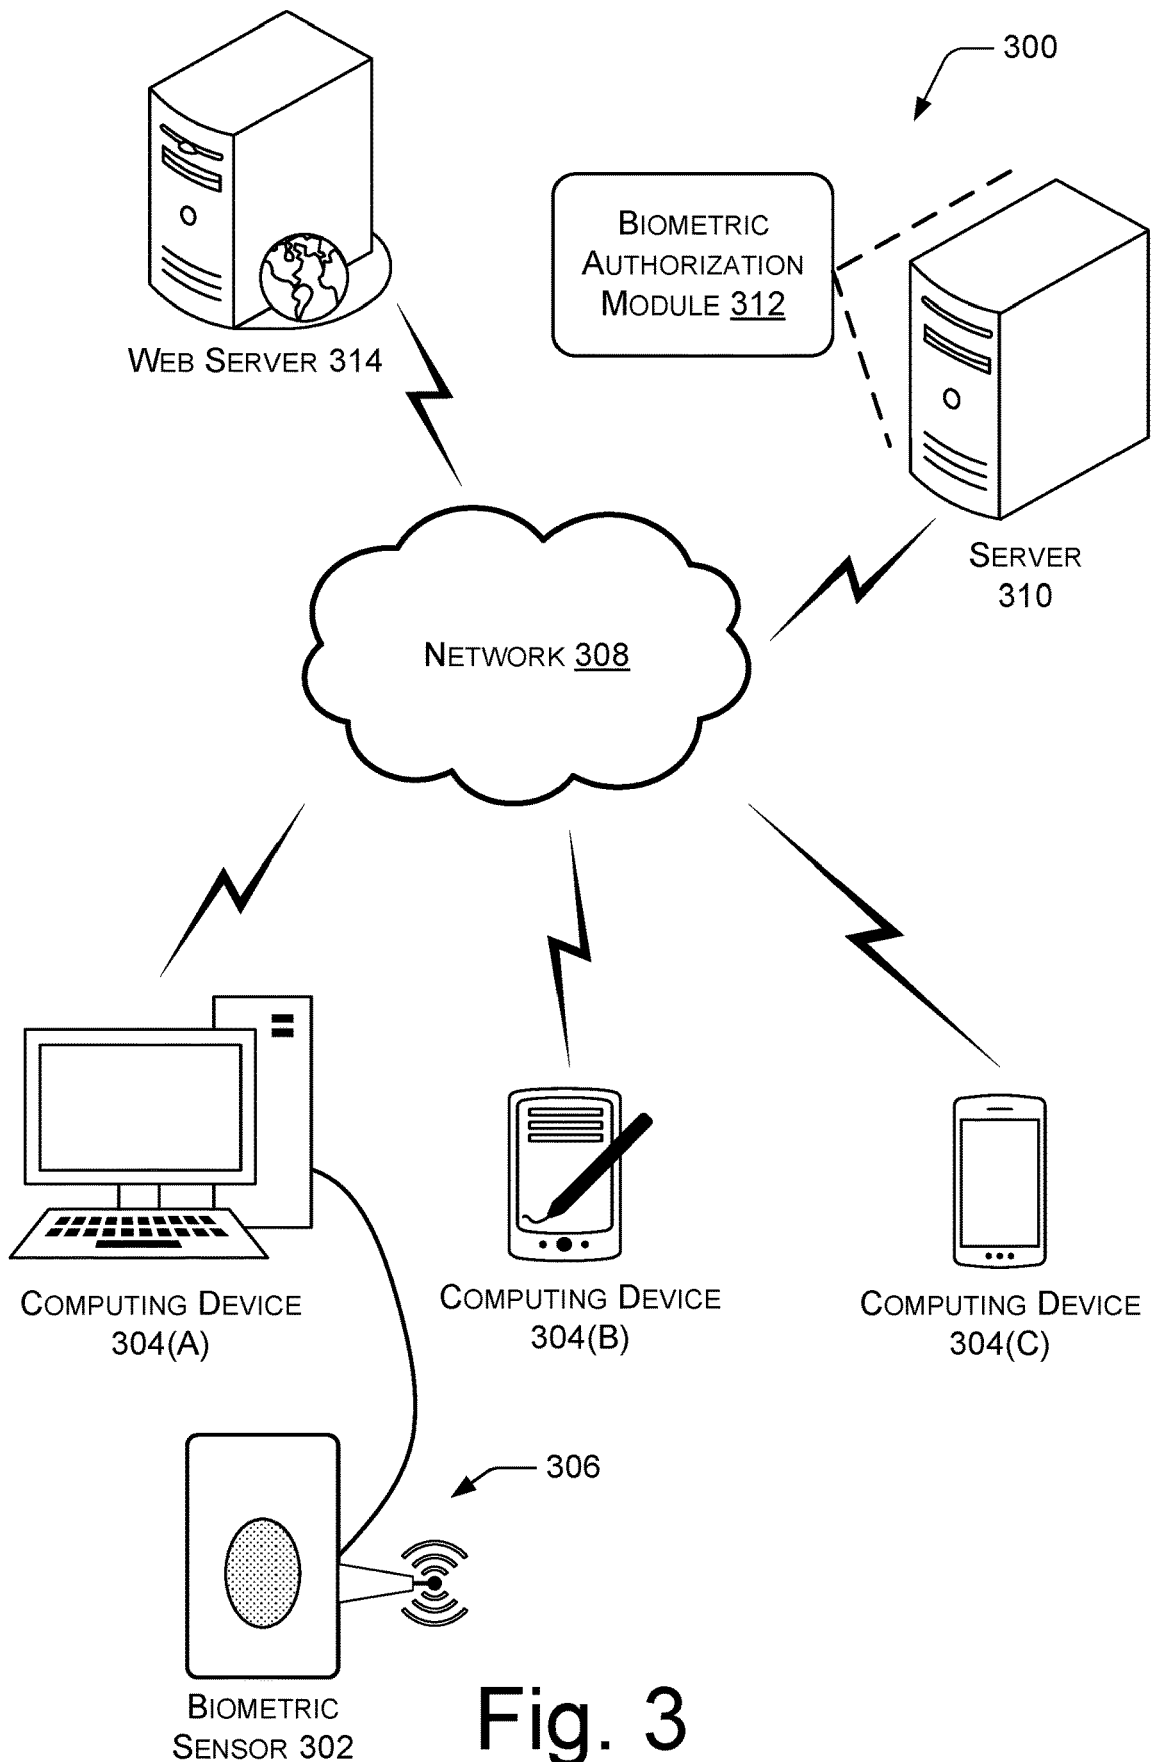 300
BIOMETRIC
AUTHORIZATION
MODULE 312
WEB SERVER 314
SERVER
310
NETWORK 308
COMPUTING DEVICE
304(A)
COMPUTING DEVICE
304(B)
COMPUTING DEVICE
304(C)
306
BIOMETRIC
SENSOR 302
Fig. 3